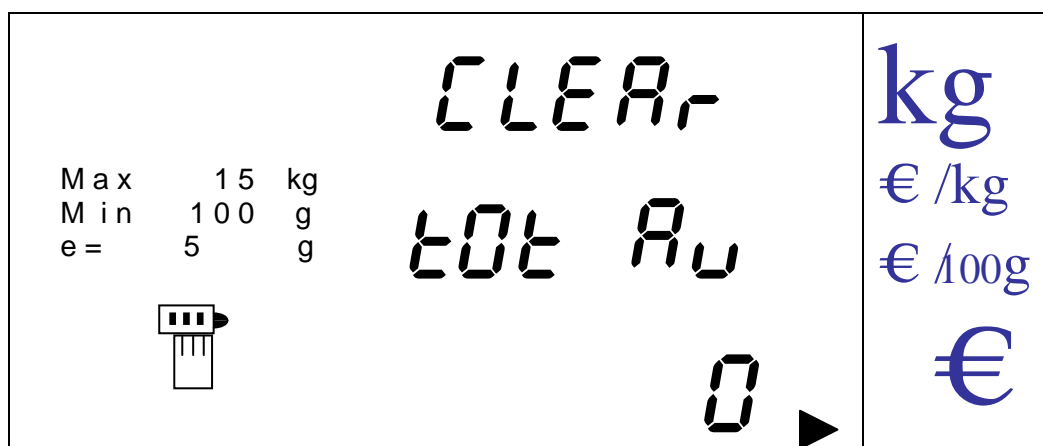 CLEAr
Max 15 kg
Min 100 g
e= 5 g
tOt Au
0
kg
€ /kg
€ /100g
€